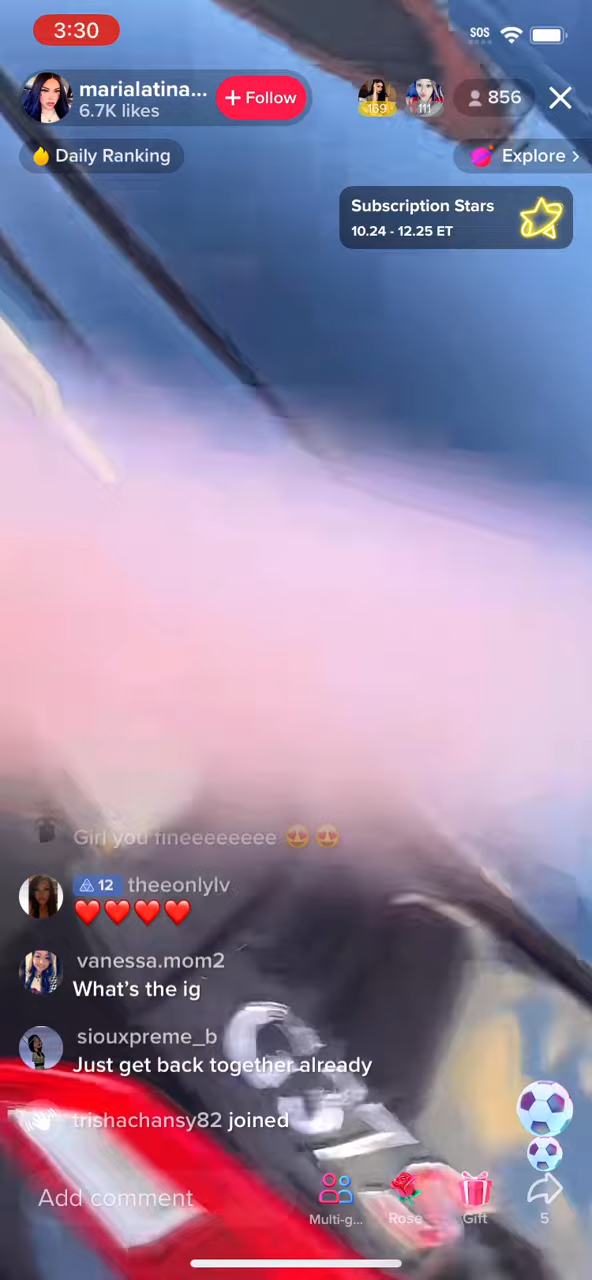 3:30
SOS
marialatina...
6.7K likes
+ Follow
169
111
856
Daily Ranking
Explore >
Subscription Stars
10.24 - 12.25 ET
Girl you fineeeeeeee 😍😍
12 theeonlylv
❤️❤️❤️❤️
vanessa.mom2
What's the ig
siouxpreme_b
Just get back together already
trishachansy82 joined
Add comment
Multi-g...
Rose
Gift
5